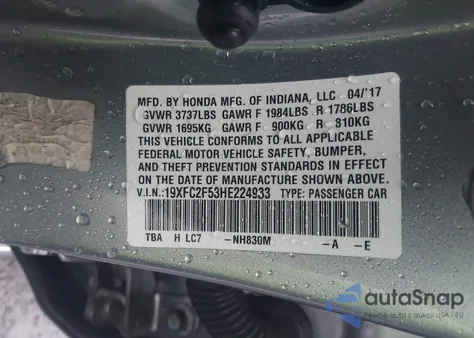 MFD. BY HONDA MFG. OF INDIANA, LLC 04/'17
GVWR 3737LBS GAWR F 1984LBS R 1786LBS
GVWR 1695KG GAWR F 900KG R 810KG
THIS VEHICLE CONFORMS TO ALL APPLICABLE
FEDERAL MOTOR VEHICLE SAFETY, BUMPER,
AND THEFT PREVENTION STANDARDS IN EFFECT
ON THE DATE OF MANUFACTURE SHOWN ABOVE.
V.I.N.:19XFC2F53HE224933 TYPE: PASSENGER CAR
TBA H LC7 -NH830M -A -E
autoSnap